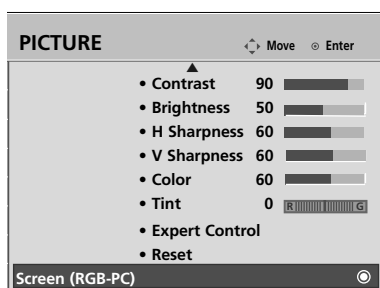 PICTURE Move Enter
• Contrast 90
• Brightness 50
• H Sharpness 60
• V Sharpness 60
• Color 60
• Tint 0 R G
• Expert Control
• Reset
Screen (RGB-PC)